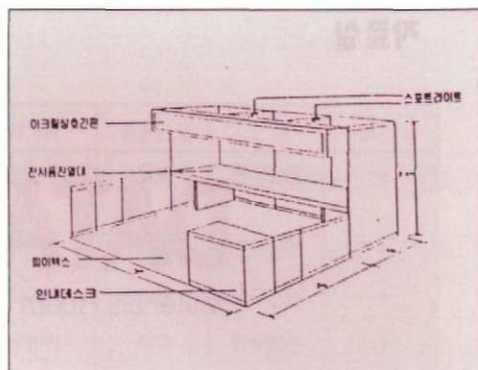 스포트라이트
아크릴상호간판
전시용진열대
파이텍스
안내데스크